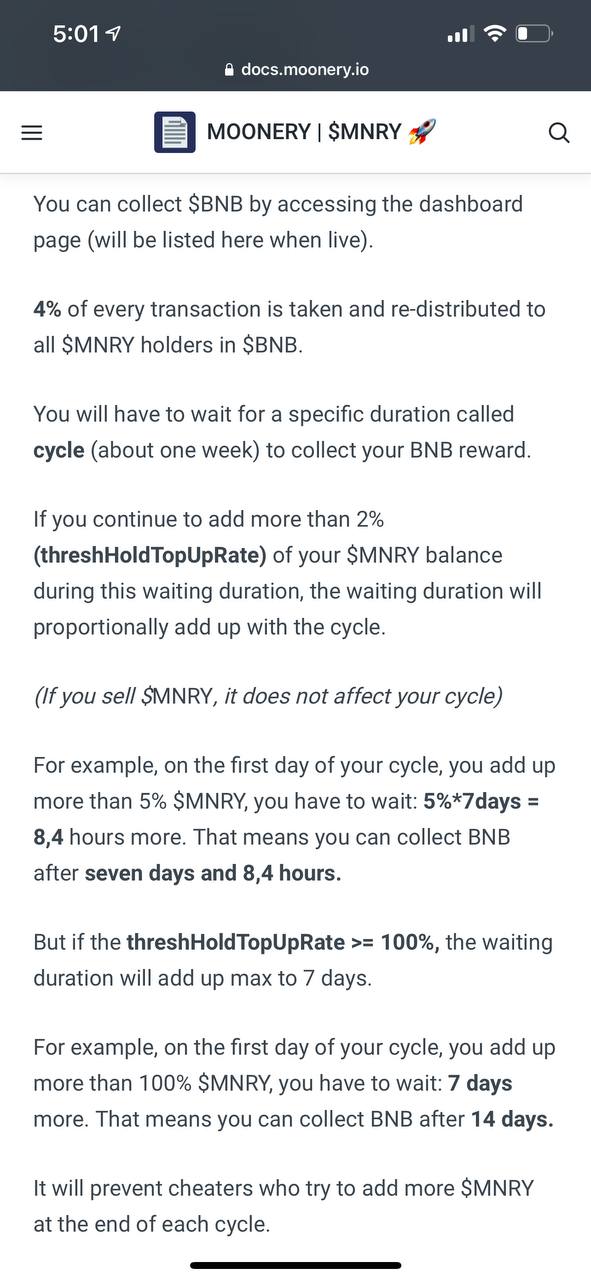 5:01
docs.moonery.io
MOONERY | $MNRY 🚀
You can collect $BNB by accessing the dashboard
page (will be listed here when live).
4% of every transaction is taken and re-distributed to
all $MNRY holders in $BNB.
You will have to wait for a specific duration called
cycle (about one week) to collect your BNB reward.
If you continue to add more than 2%
(threshHoldTopUpRate) of your $MNRY balance
during this waiting duration, the waiting duration will
proportionally add up with the cycle.
(If you sell $MNRY, it does not affect your cycle)
For example, on the first day of your cycle, you add up
more than 5% $MNRY, you have to wait: 5%*7days =
8,4 hours more. That means you can collect BNB
after seven days and 8,4 hours.
But if the threshHoldTopUpRate >= 100%, the waiting
duration will add up max to 7 days.
For example, on the first day of your cycle, you add up
more than 100% $MNRY, you have to wait: 7 days
more. That means you can collect BNB after 14 days.
It will prevent cheaters who try to add more $MNRY
at the end of each cycle.